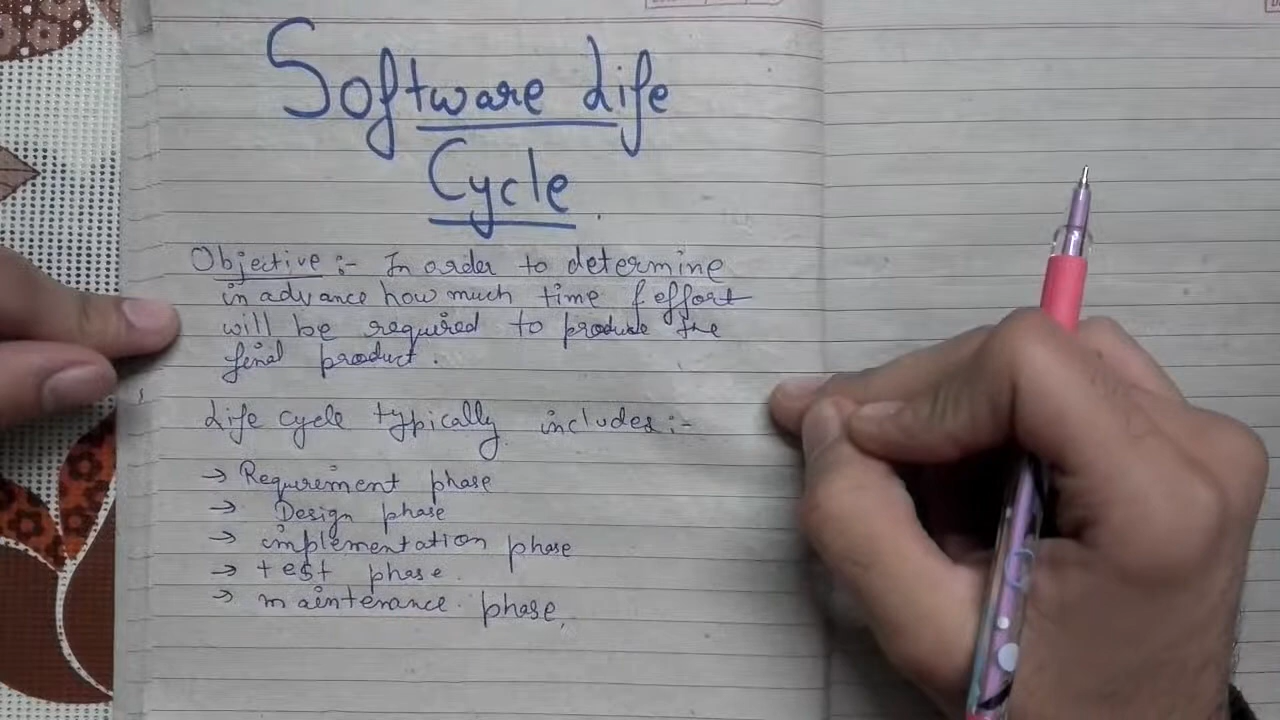 Software Life
Cycle
Objective :- In order to determine
in advance how much time & effort
will be required to produce the
final product.
Life cycle typically includes :-
→ Requirement phase
→ Design phase
→ implementation phase
→ test phase.
→ maintenance phase.